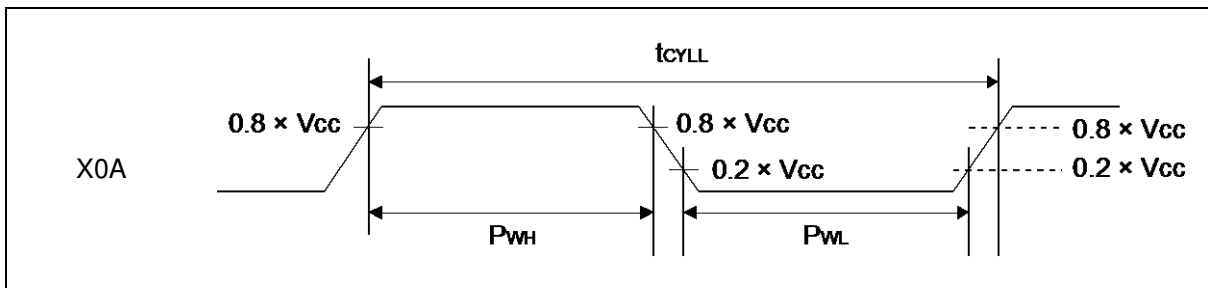 tCYLL
0.8 × Vcc
0.8 × Vcc
0.8 × Vcc
X0A
0.2 × Vcc
0.2 × Vcc
PWH
PWL